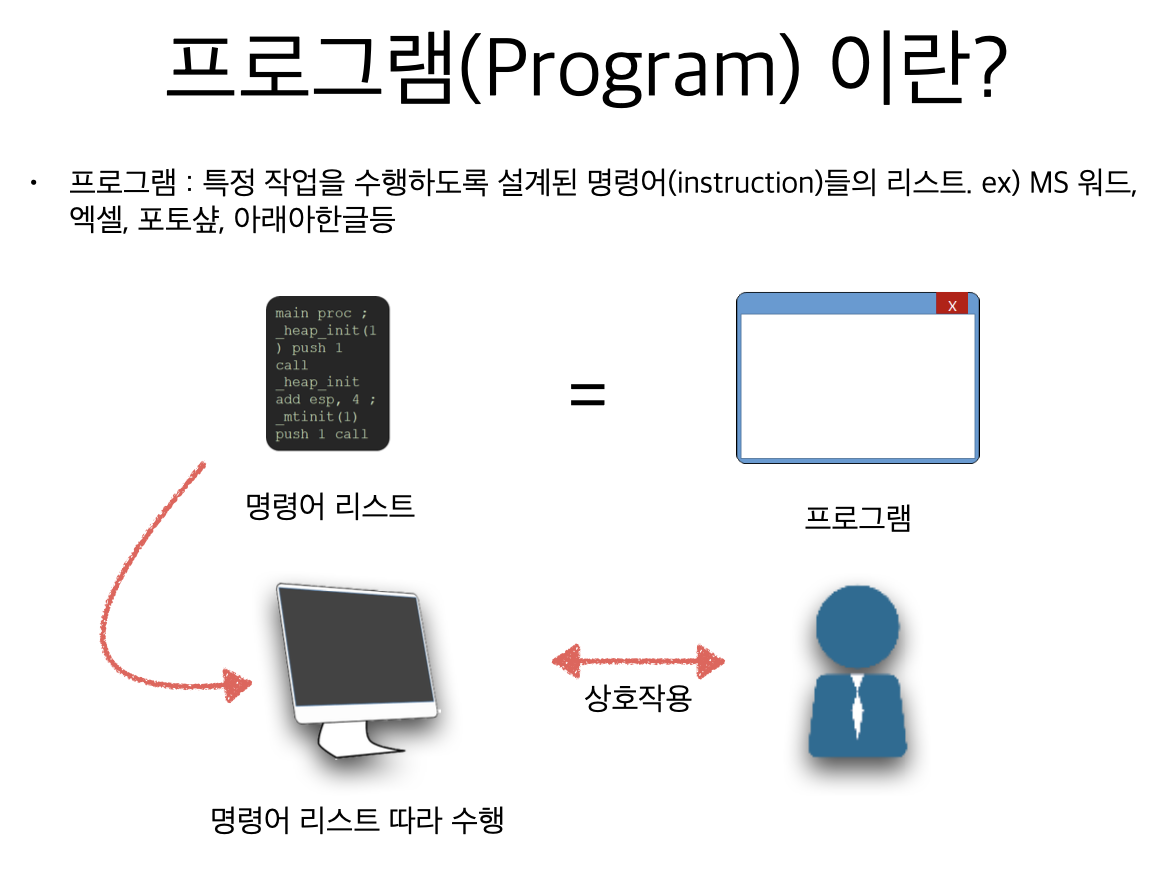 프로그램(Program) 이란?
• 프로그램 : 특정 작업을 수행하도록 설계된 명령어(instruction)들의 리스트. ex) MS 워드,
엑셀, 포토샾, 아래아한글등
main proc ;
_heap_init(1
) push 1
call
_heap_init
add esp, 4 ;
_mtinit(1)
push 1 call
=
X
명령어 리스트
프로그램
상호작용
명령어 리스트 따라 수행